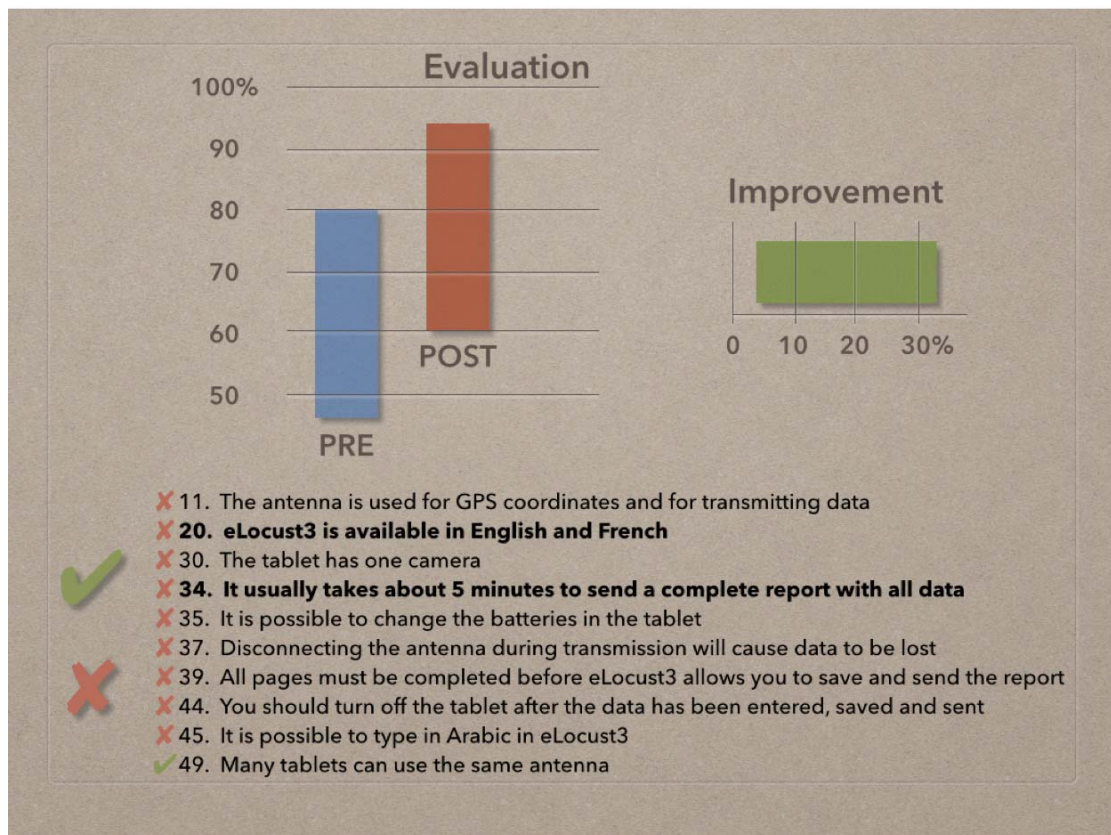 Evaluation
100%
90
80
70
60
50
PRE
POST
Improvement
0 10 20 30%
✘ 11. The antenna is used for GPS coordinates and for transmitting data
✘ 20. eLocust3 is available in English and French
✘ 30. The tablet has one camera
✘ 34. It usually takes about 5 minutes to send a complete report with all data
✘ 35. It is possible to change the batteries in the tablet
✘ 37. Disconnecting the antenna during transmission will cause data to be lost
✘ 39. All pages must be completed before eLocust3 allows you to save and send the report
✘ 44. You should turn off the tablet after the data has been entered, saved and sent
✘ 45. It is possible to type in Arabic in eLocust3
✔ 49. Many tablets can use the same antenna